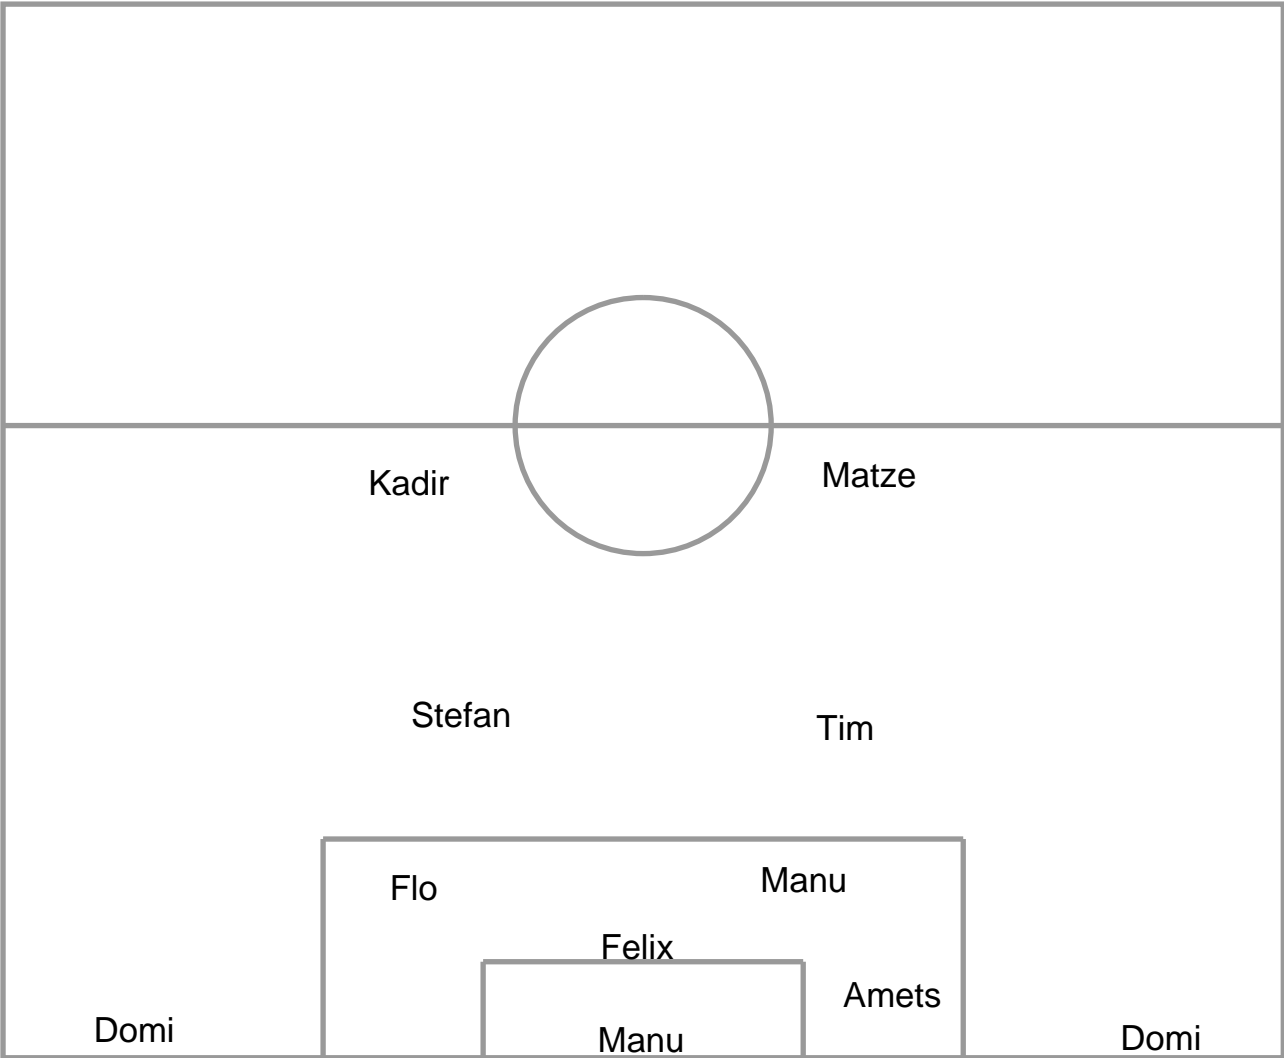 Kadir
Matze
Stefan
Tim
Flo
Manu
Felix
Amets
Domi
Manu
Domi